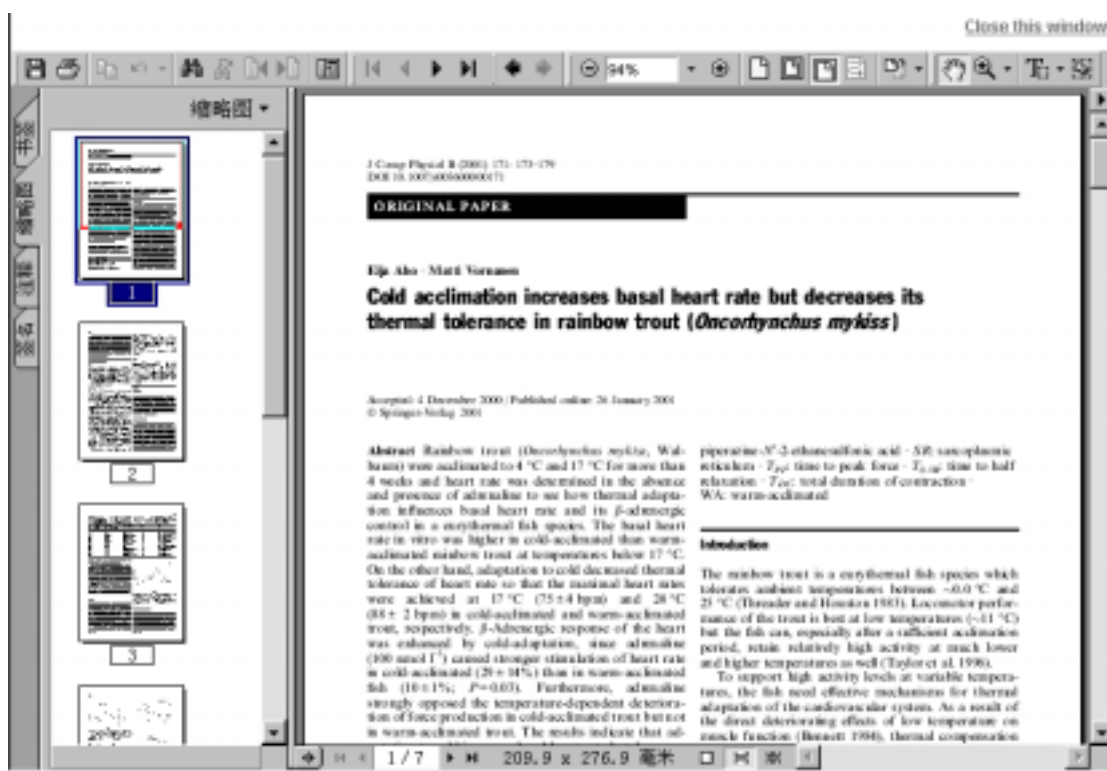 Close this window
94%
缩略图
书签
缩略图
1
2
3
J Comp Physiol B (2001) 171: 173–179
DOI 10.1007/s003600000171
ORIGINAL PAPER
Eija Aho · Matti Vornanen
Cold acclimation increases basal heart rate but decreases its
thermal tolerance in rainbow trout (Oncorhynchus mykiss)
Accepted: 4 December 2000 / Published online: 26 January 2001
© Springer-Verlag 2001
Abstract Rainbow trout (Oncorhynchus mykiss, Wal-
baum) were acclimated to 4 °C and 17 °C for more than
4 weeks and heart rate was determined in the absence
and presence of adrenaline to see how thermal adapta-
tion influences basal heart rate and its β-adrenergic
control in a eurythermal fish species. The basal heart
rate in vitro was higher in cold-acclimated than warm-
acclimated rainbow trout at temperatures below 17 °C.
On the other hand, adaptation to cold decreased thermal
tolerance of heart rate so that the maximal heart rates
were achieved at 17 °C (75 ± 4 bpm) and 24 °C
(88 ± 2 bpm) in cold-acclimated and warm-acclimated
trout, respectively. β-Adrenergic response of the heart
was enhanced by cold-adaptation, since adrenaline
(100 nmol l⁻¹) caused stronger stimulation of heart rate
in cold-acclimated (29 ± 14%) than in warm-acclimated
fish (10 ± 1%; P=0.03). Furthermore, adrenaline
strongly opposed the temperature-dependent deteriora-
tion of force production in cold-acclimated trout but not
in warm-acclimated trout. The results indicate that ad-
piperazine-N′-2-ethanesulfonic acid · SR: sarcoplasmic
reticulum · time to peak force · time to half
relaxation · total duration of contraction ·
WA: warm-acclimated
Introduction
The rainbow trout is a eurythermal fish species which
tolerates ambient temperatures between ~0.0 °C and
25 °C (Threader and Houston 1983). Locomotor perfor-
mance of the trout is best at low temperatures (~11 °C)
but the fish can, especially after a sufficient acclimation
period, retain relatively high activity at much lower
and higher temperatures as well (Taylor et al. 1996).
To support high activity levels at variable tempera-
tures, the fish need effective mechanisms for thermal
adaptation of the cardiovascular system. As a result of
the direct deteriorating effects of low temperature on
muscle function (Bennett 1984), thermal compensation
1 / 7
209.9 x 276.9 毫米